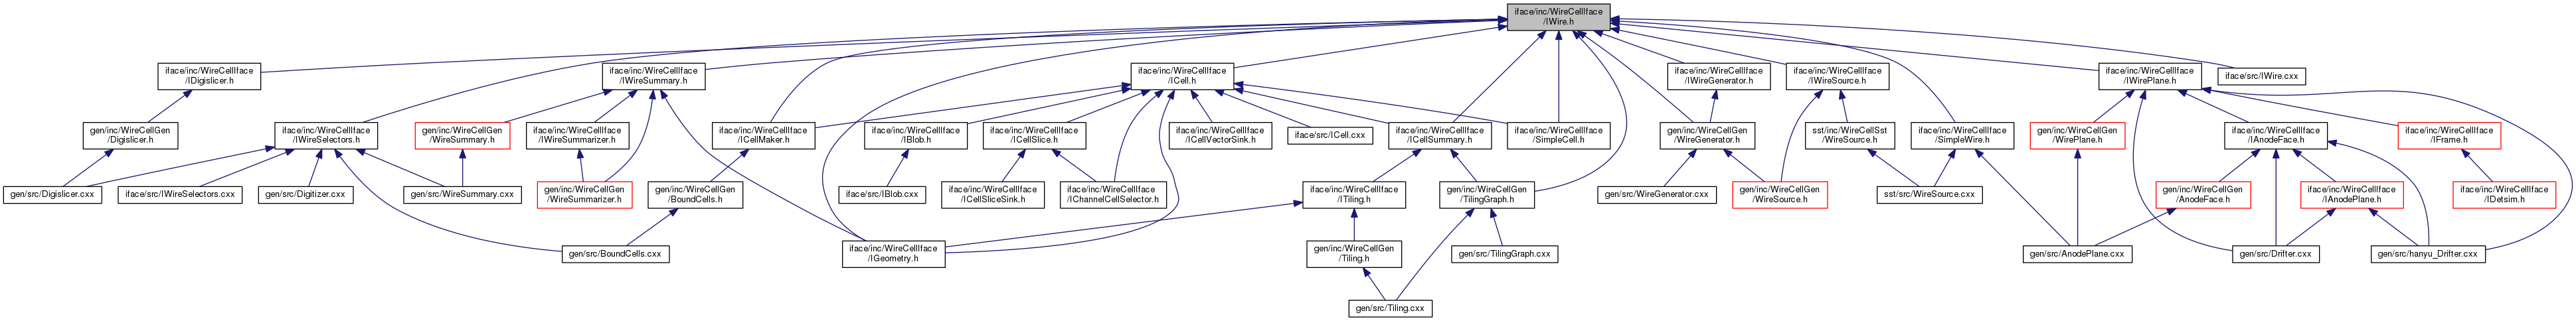 iface/inc/WireCellIface
/IWire.h
iface/inc/WireCellIface
/IDigislicer.h
iface/inc/WireCellIface
/IWireSummary.h
iface/inc/WireCellIface
/ICell.h
iface/inc/WireCellIface
/IWireGenerator.h
iface/inc/WireCellIface
/IWireSource.h
iface/inc/WireCellIface
/IWirePlane.h
iface/src/IWire.cxx
gen/inc/WireCellGen
/Digislicer.h
iface/inc/WireCellIface
/IWireSelectors.h
gen/inc/WireCellGen
/WireSummary.h
iface/inc/WireCellIface
/IWireSummarizer.h
iface/inc/WireCellIface
/ICellMaker.h
iface/inc/WireCellIface
/IBlob.h
iface/inc/WireCellIface
/ICellSlice.h
iface/inc/WireCellIface
/ICellVectorSink.h
iface/src/ICell.cxx
iface/inc/WireCellIface
/ICellSummary.h
iface/inc/WireCellIface
/SimpleCell.h
gen/inc/WireCellGen
/WireGenerator.h
sst/inc/WireCellSst
/WireSource.h
iface/inc/WireCellIface
/SimpleWire.h
gen/inc/WireCellGen
/WirePlane.h
iface/inc/WireCellIface
/IAnodeFace.h
iface/inc/WireCellIface
/IFrame.h
gen/src/Digislicer.cxx
iface/src/IWireSelectors.cxx
gen/src/Digitizer.cxx
gen/src/WireSummary.cxx
gen/inc/WireCellGen
/WireSummarizer.h
gen/inc/WireCellGen
/BoundCells.h
iface/src/IBlob.cxx
iface/inc/WireCellIface
/ICellSliceSink.h
iface/inc/WireCellIface
/IChannelCellSelector.h
iface/inc/WireCellIface
/ITiling.h
gen/inc/WireCellGen
/TilingGraph.h
gen/src/WireGenerator.cxx
gen/inc/WireCellGen
/WireSource.h
sst/src/WireSource.cxx
gen/inc/WireCellGen
/AnodeFace.h
iface/inc/WireCellIface
/IAnodePlane.h
iface/inc/WireCellIface
/IDetsim.h
gen/src/BoundCells.cxx
iface/inc/WireCellIface
/IGeometry.h
gen/inc/WireCellGen
/Tiling.h
gen/src/TilingGraph.cxx
gen/src/AnodePlane.cxx
gen/src/Drifter.cxx
gen/src/hanyu_Drifter.cxx
gen/src/Tiling.cxx